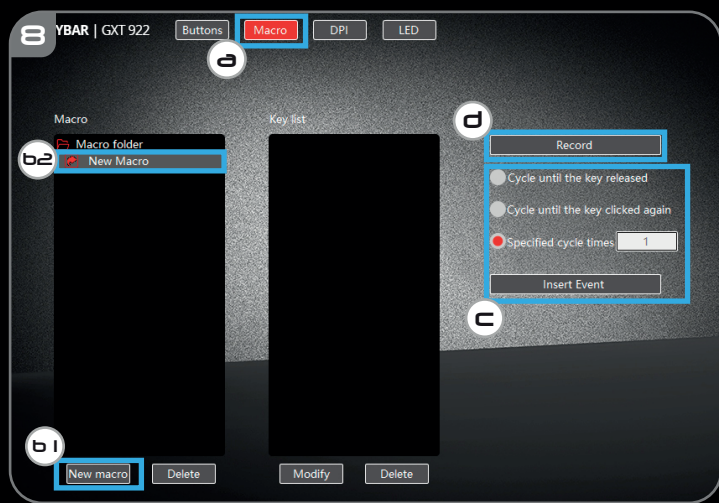 8
YBAR | GXT 922
Buttons
Macro
DPI
LED
a
Macro
Key list
d
Macro folder
Record
b2
New Macro
Cycle until the key released
Cycle until the key clicked again
Specified cycle times 1
Insert Event
c
b1
New macro
Delete
Modify
Delete